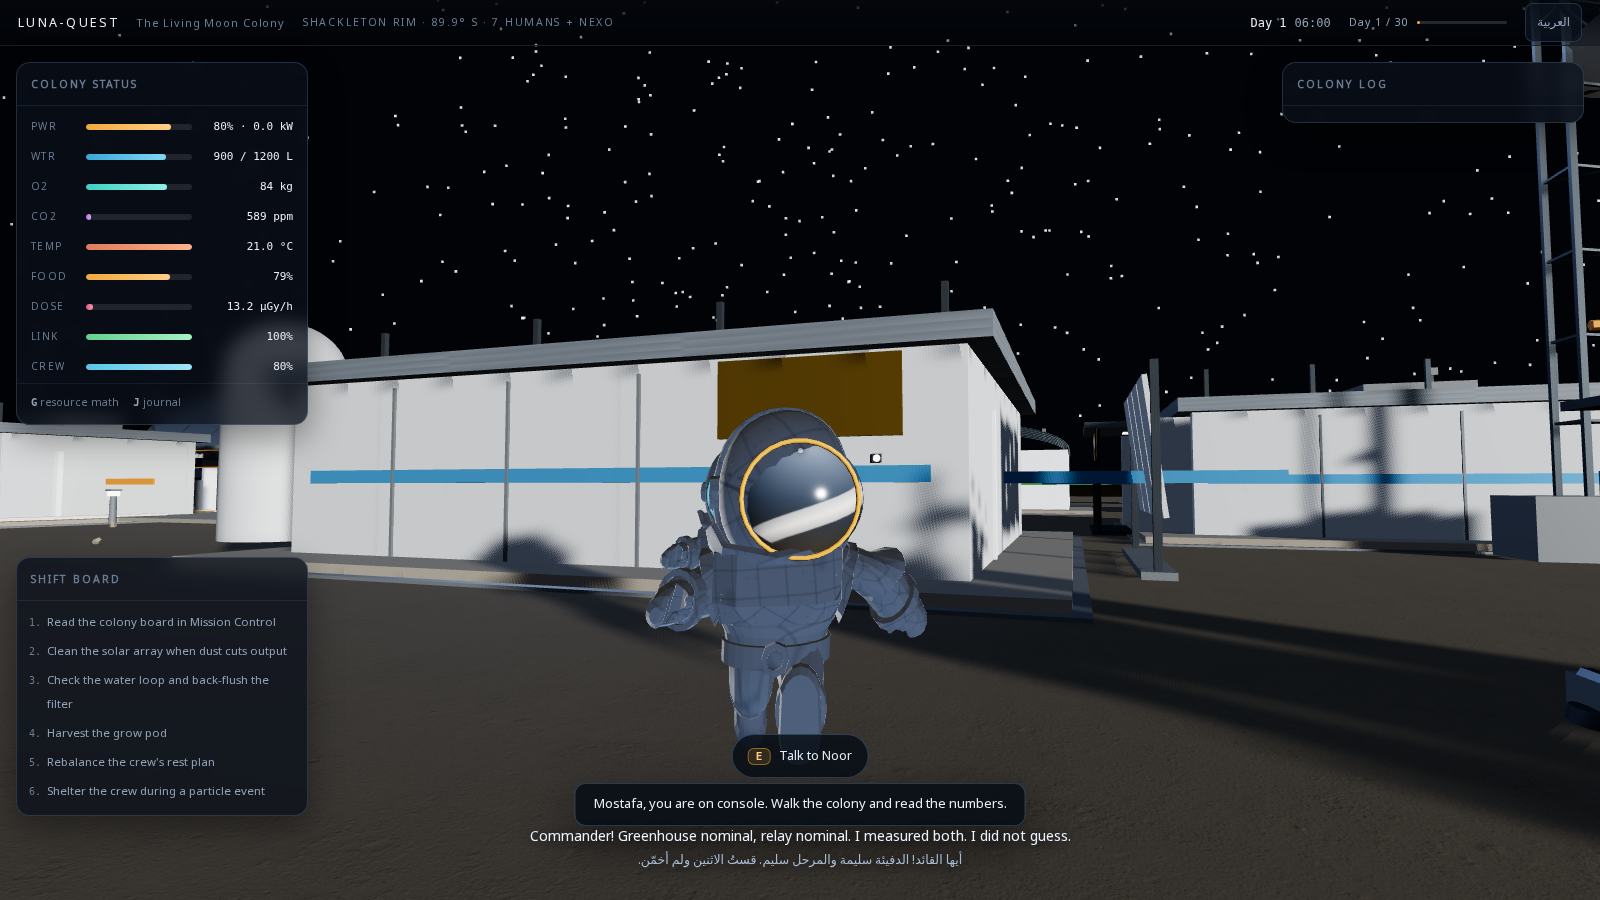 LUNA-QUEST The Living Moon Colony SHACKLETON RIM · 89.9° S · 7 HUMANS + NEXO Day 1 06:00 Day 1 / 30 العربية
COLONY STATUS
PWR 80% · 0.0 kW
WTR 900 / 1200 L
O2 84 kg
CO2 589 ppm
TEMP 21.0 °C
FOOD 79%
DOSE 13.2 µGy/h
LINK 100%
CREW 80%
G resource math J journal
COLONY LOG
SHIFT BOARD
1. Read the colony board in Mission Control
2. Clean the solar array when dust cuts output
3. Check the water loop and back-flush the
filter
4. Harvest the grow pod
5. Rebalance the crew's rest plan
6. Shelter the crew during a particle event
E Talk to Noor
Mostafa, you are on console. Walk the colony and read the numbers.
Commander! Greenhouse nominal, relay nominal. I measured both. I did not guess.
أيها القائد! الدفيئة سليمة والمرحل سليم. قستُ الاثنين ولم أخمّن.